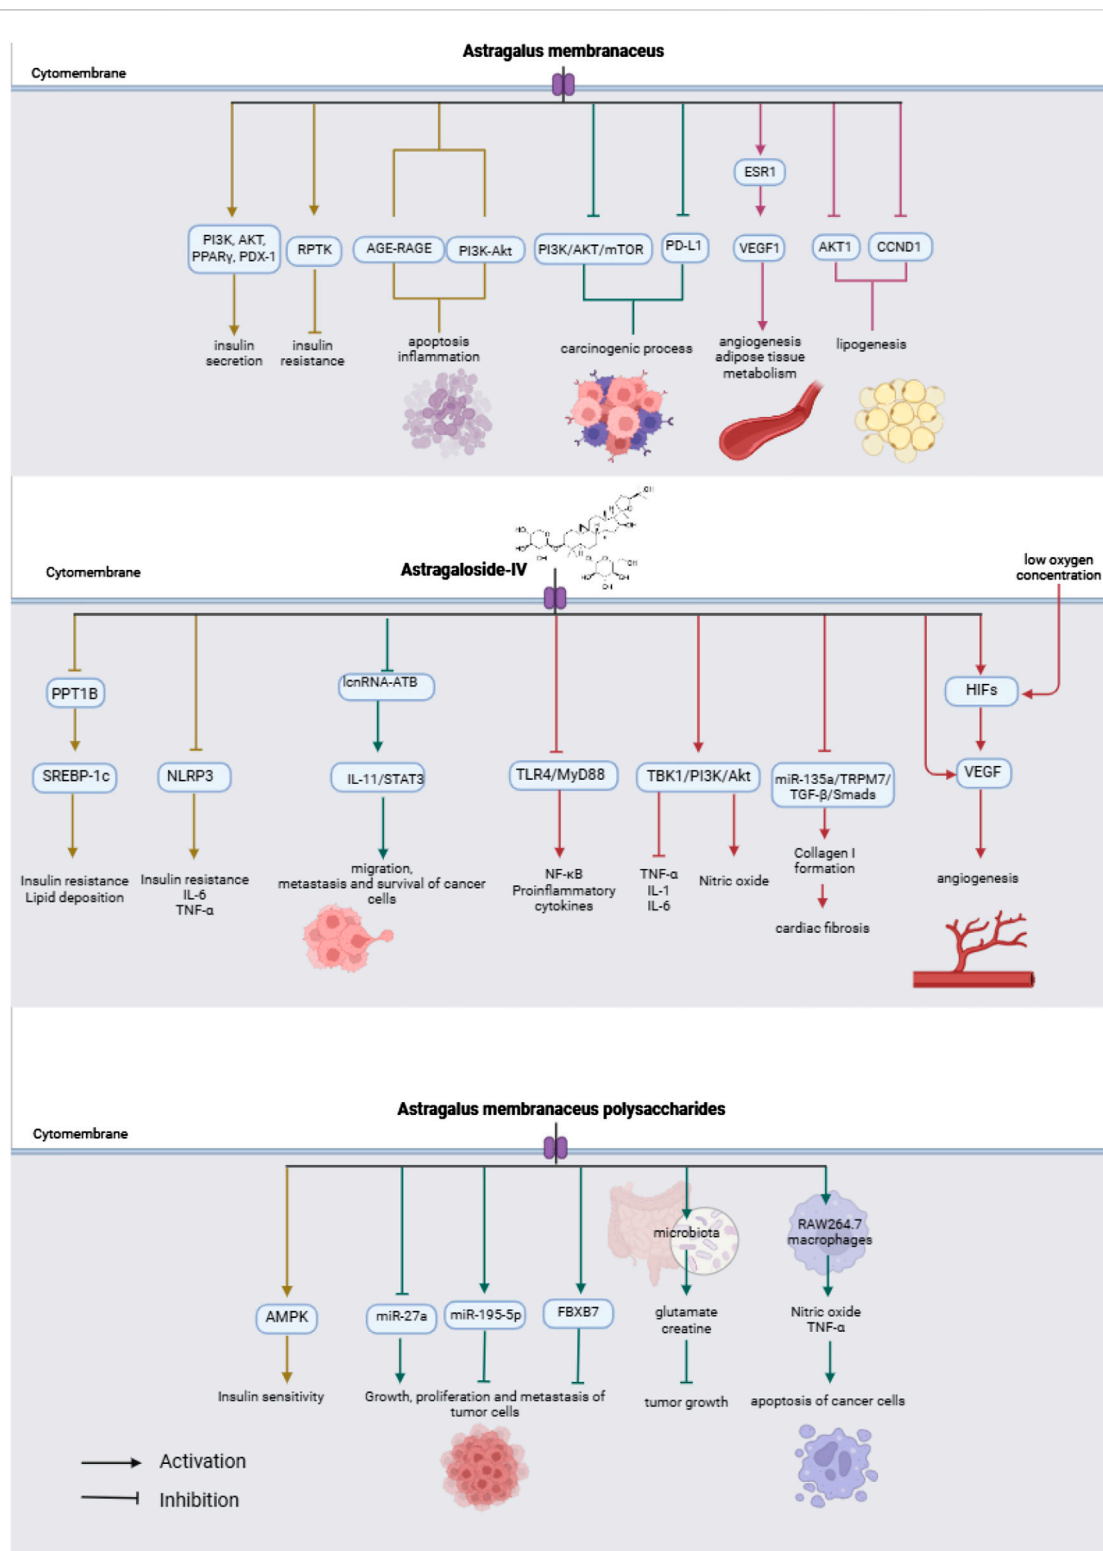 Astragalus membranaceus
Cytomembrane
ESR1
PI3K, AKT,
PPARγ, PDX-1
RPTK
AGE-RAGE
PI3K-Akt
PI3K/AKT/mTOR
PD-L1
VEGF1
AKT1
CCND1
insulin
secretion
insulin
resistance
apoptosis
inflammation
carcinogenic process
angiogenesis
adipose tissue
metabolism
lipogenesis
Astragaloside-IV
Cytomembrane
low oxygen
concentration
PPT1B
lcnRNA-ATB
HIFs
SREBP-1c
NLRP3
IL-11/STAT3
TLR4/MyD88
TBK1/PI3K/Akt
miR-135a/TRPM7/
TGF-β/Smads
VEGF
Insulin resistance
Lipid deposition
Insulin resistance
IL-6
TNF-α
migration,
metastasis and survival of cancer
cells
NF-κB
Proinflammatory
cytokines
TNF-α
IL-1
IL-6
Nitric oxide
Collagen I
formation
cardiac fibrosis
angiogenesis
Astragalus membranaceus polysaccharides
Cytomembrane
microbiota
RAW264.7
macrophages
AMPK
miR-27a
miR-195-5p
FBXB7
glutamate
creatine
Nitric oxide
TNF-α
Insulin sensitivity
Growth, proliferation and metastasis of
tumor cells
tumor growth
apoptosis of cancer cells
Activation
Inhibition